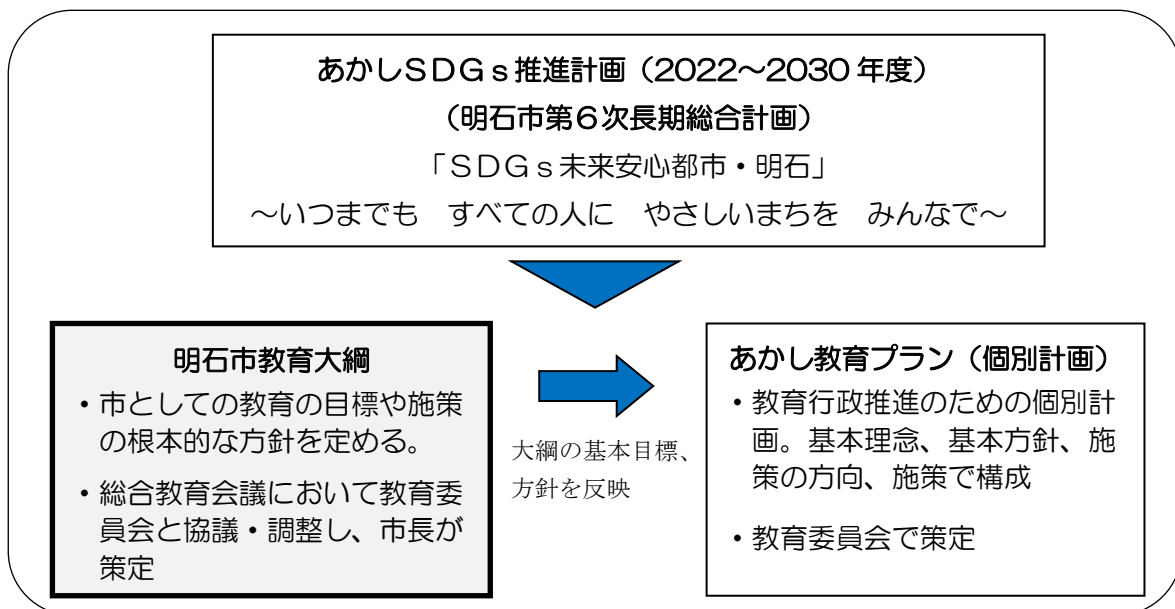 あかしＳＤＧｓ推進計画（2022～2030 年度）
（明石市第６次長期総合計画）
「ＳＤＧｓ未来安心都市・明石」
～いつまでも　すべての人に　やさしいまちを　みんなで～
明石市教育大綱
・市としての教育の目標や施策
の根本的な方針を定める。
・総合教育会議において教育委
員会と協議・調整し、市長が
策定
大綱の基本目標、
方針を反映
あかし教育プラン（個別計画）
・教育行政推進のための個別計
画。基本理念、基本方針、施
策の方向、施策で構成
・教育委員会で策定